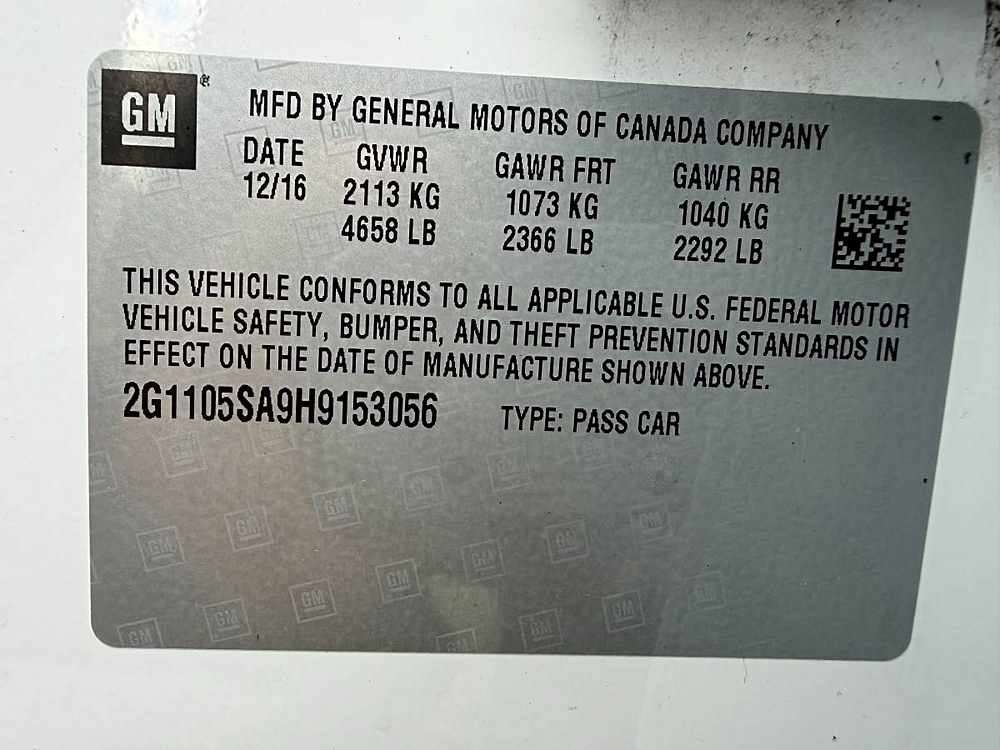 GM ®
MFD BY GENERAL MOTORS OF CANADA COMPANY
DATE GVWR GAWR FRT GAWR RR
12/16 2113 KG 1073 KG 1040 KG
4658 LB 2366 LB 2292 LB
THIS VEHICLE CONFORMS TO ALL APPLICABLE U.S. FEDERAL MOTOR
VEHICLE SAFETY, BUMPER, AND THEFT PREVENTION STANDARDS IN
EFFECT ON THE DATE OF MANUFACTURE SHOWN ABOVE.
2G1105SA9H9153056 TYPE: PASS CAR